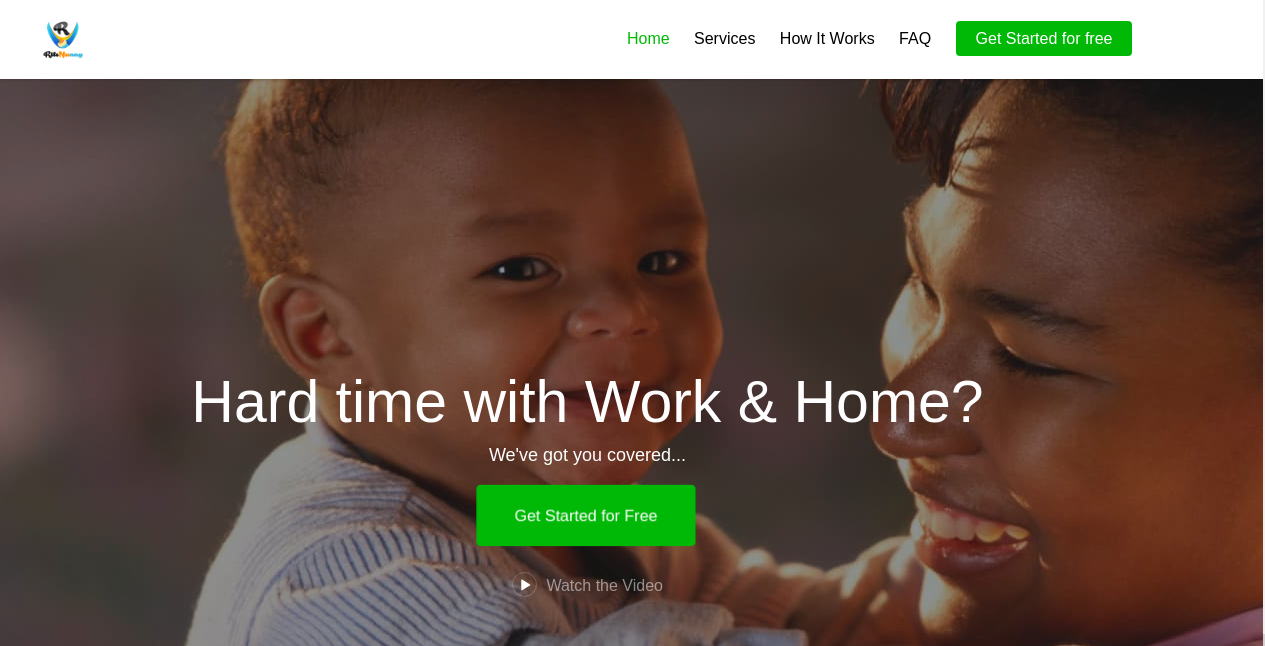 R
RiteNanny
Home
Services
How It Works
FAQ
Get Started for free
Hard time with Work & Home?
We've got you covered...
Get Started for Free
Watch the Video